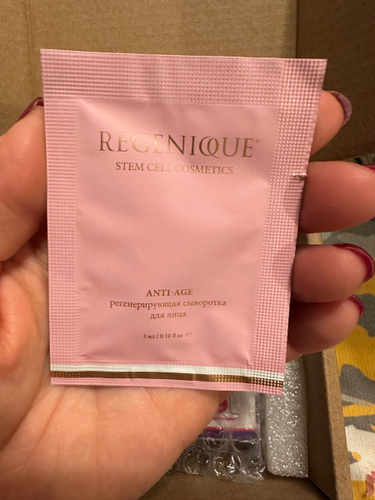 REGENIQUE®
STEM CELL COSMETICS
ANTI-AGE
регенерирующая сыворотка
для лица
3 мл / 0.10 fl oz ℮